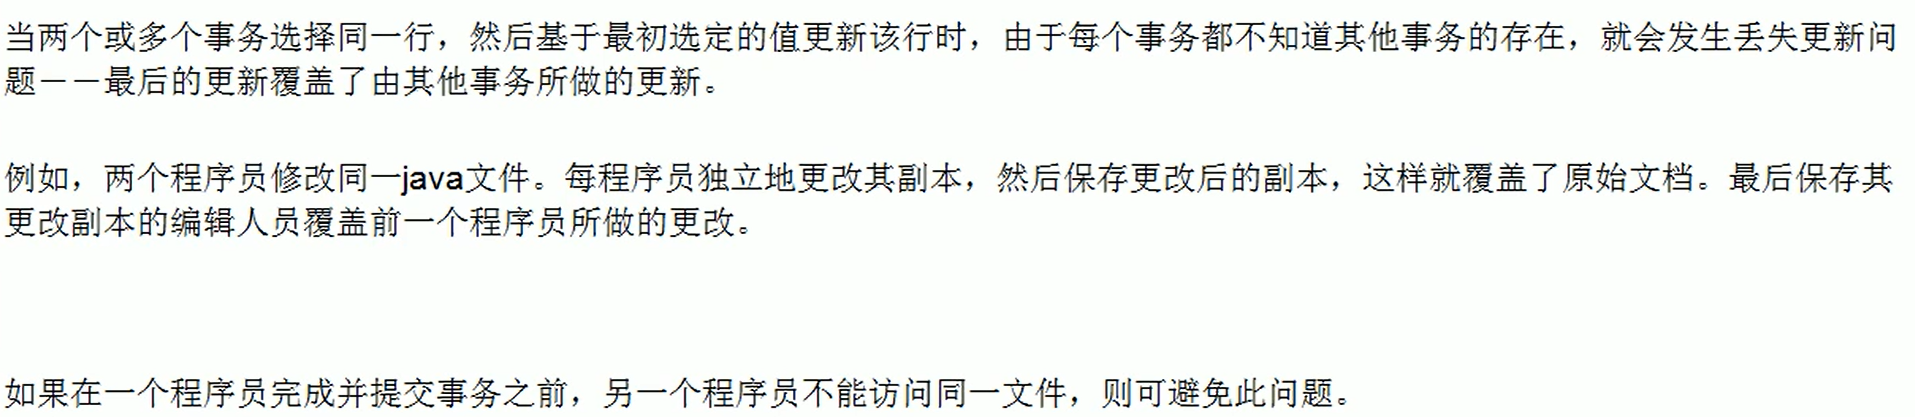 当两个或多个事务选择同一行，然后基于最初选定的值更新该行时，由于每个事务都不知道其他事务的存在，就会发生丢失更新问
题－－最后的更新覆盖了由其他事务所做的更新。
例如，两个程序员修改同一java文件。每程序员独立地更改其副本，然后保存更改后的副本，这样就覆盖了原始文档。最后保存其
更改副本的编辑人员覆盖前一个程序员所做的更改。
如果在一个程序员完成并提交事务之前，另一个程序员不能访问同一文件，则可避免此问题。